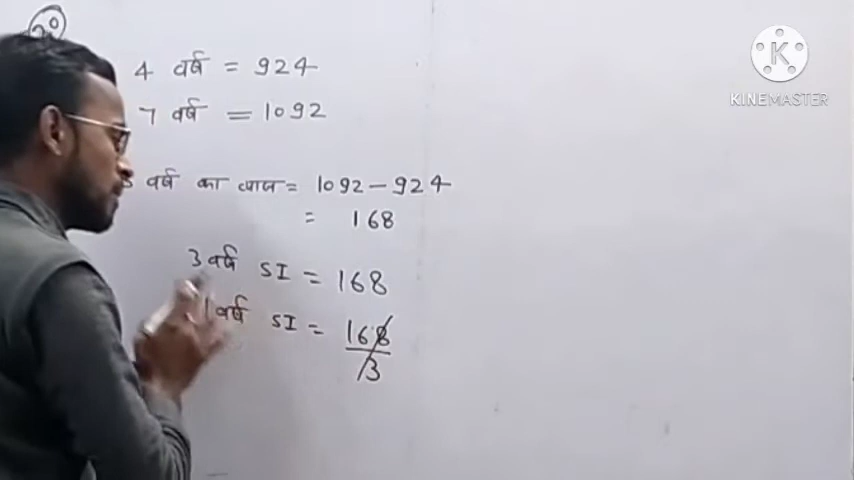 20
4 वर्ष = 924
7 वर्ष = 1092
वर्ष का व्याज = 1092 - 924
= 168
3 वर्ष SI = 168
1 वर्ष SI = 168/3
K
KINEMASTER